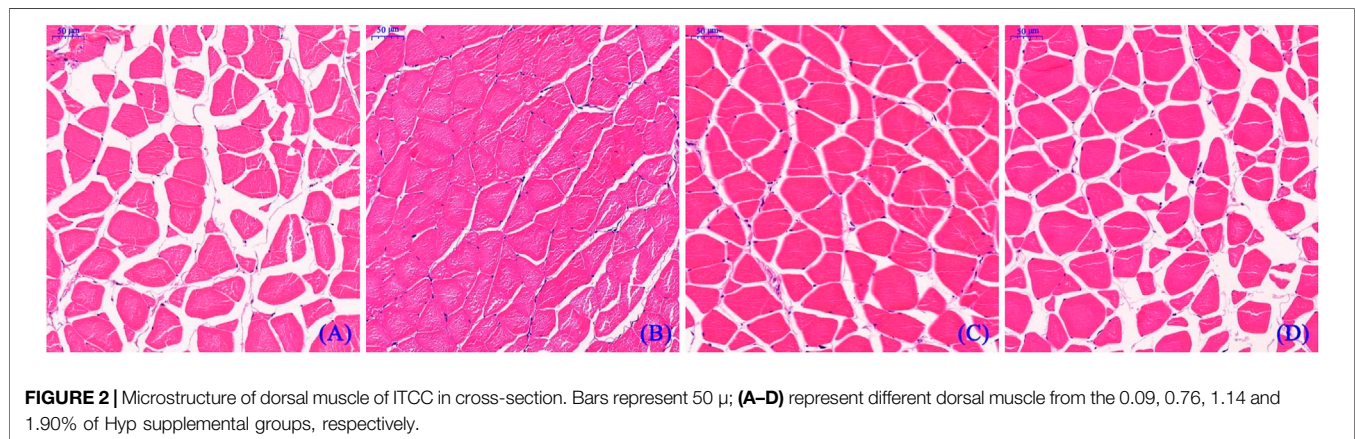 50 μm 50 μm 50 μm 50 μm
(A) (B) (C) (D)
FIGURE 2 | Microstructure of dorsal muscle of ITCC in cross-section. Bars represent 50 μ; (A–D) represent different dorsal muscle from the 0.09, 0.76, 1.14 and
1.90% of Hyp supplemental groups, respectively.